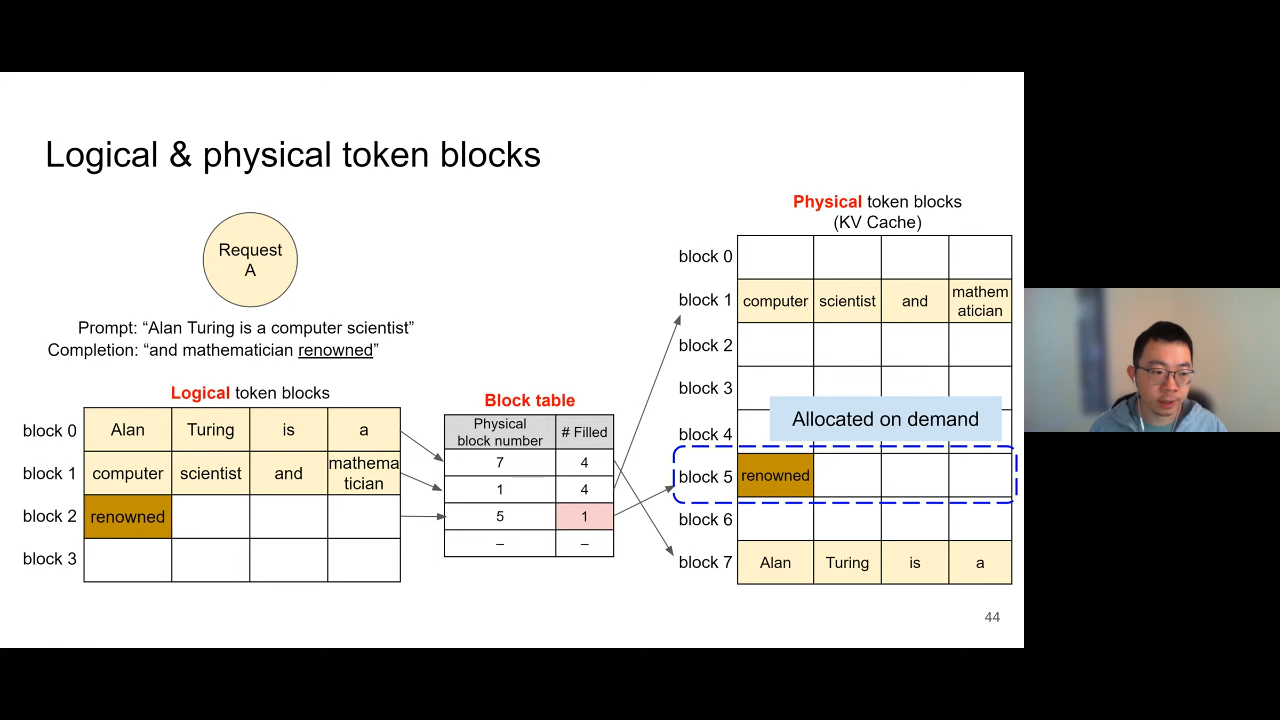 Logical & physical token blocks
Request
A
Prompt: “Alan Turing is a computer scientist”
Completion: “and mathematician renowned”
Logical token blocks
block 0 Alan Turing is a
block 1 computer scientist and mathema
tician
block 2 renowned
block 3
Block table
Physical
block number # Filled
7 4
1 4
5 1
– –
Physical token blocks
(KV Cache)
block 0
block 1 computer scientist and mathem
atician
block 2
block 3
Allocated on demand
block 4
block 5 renowned
block 6
block 7 Alan Turing is a
44